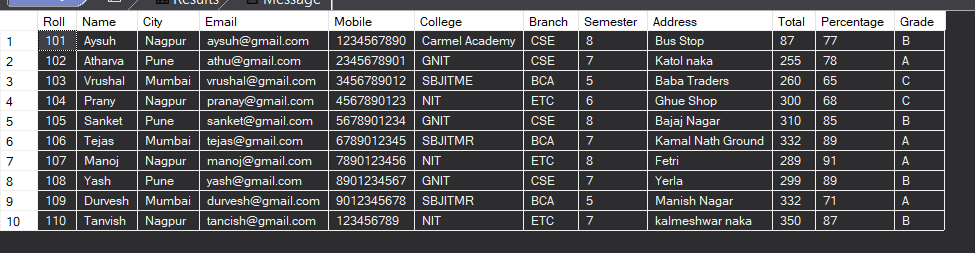 Results Message
Roll Name City Email Mobile College Branch Semester Address Total Percentage Grade
1 101 Aysuh Nagpur aysuh@gmail.com 1234567890 Carmel Academy CSE 8 Bus Stop 87 77 B
2 102 Atharva Pune athu@gmail.com 2345678901 GNIT CSE 7 Katol naka 255 78 A
3 103 Vrushal Mumbai vrushal@gmail.com 3456789012 SBJITME BCA 5 Baba Traders 260 65 C
4 104 Prany Nagpur pranay@gmail.com 4567890123 NIT ETC 6 Ghue Shop 300 68 C
5 105 Sanket Pune sanket@gmail.com 5678901234 GNIT CSE 8 Bajaj Nagar 310 85 B
6 106 Tejas Mumbai tejas@gmail.com 6789012345 SBJITMR BCA 7 Kamal Nath Ground 332 89 A
7 107 Manoj Nagpur manoj@gmail.com 7890123456 NIT ETC 8 Fetri 289 91 A
8 108 Yash Pune yash@gmail.com 8901234567 GNIT CSE 7 Yerla 299 89 B
9 109 Durvesh Mumbai durvesh@gmail.com 9012345678 SBJITMR BCA 5 Manish Nagar 332 71 A
10 110 Tanvish Nagpur tancish@gmail.com 123456789 NIT ETC 7 kalmeshwar naka 350 87 B